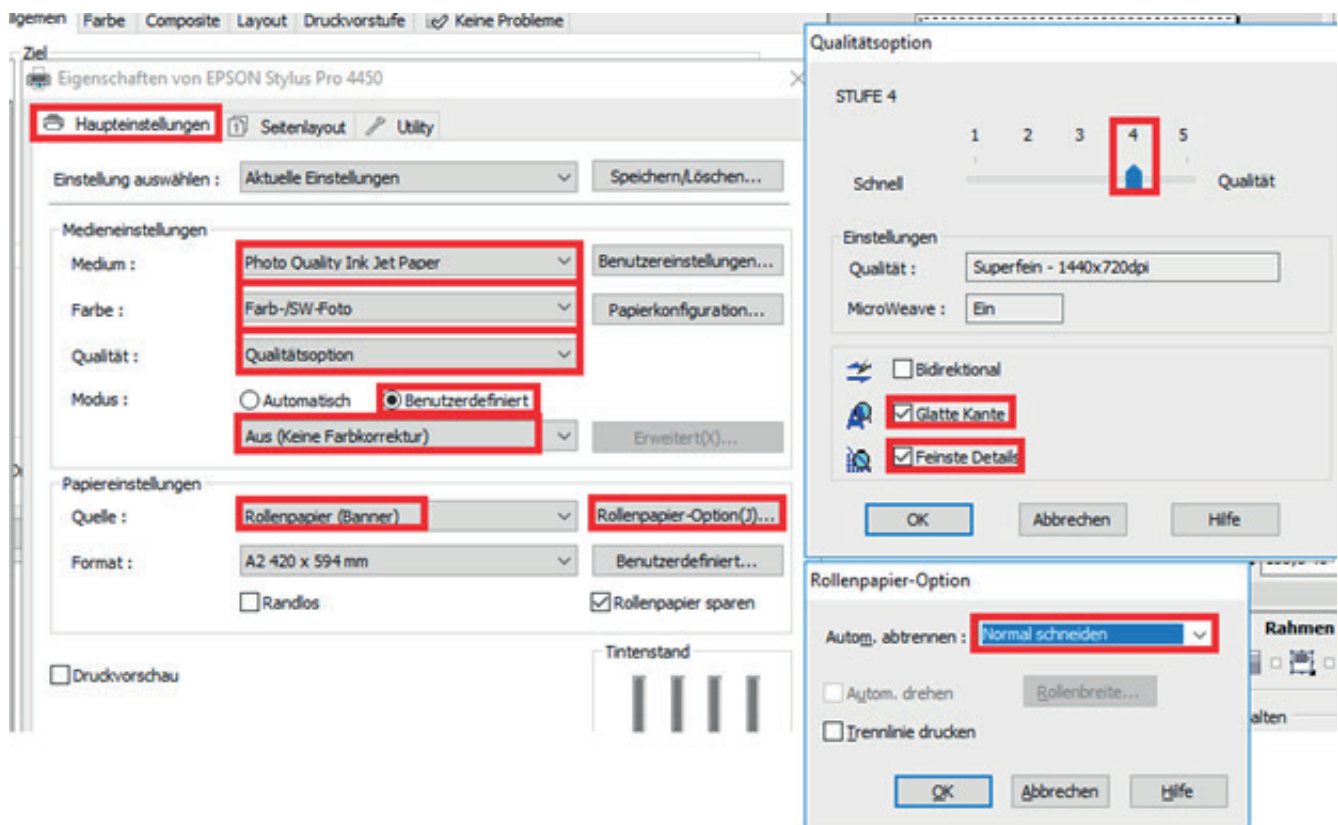 Farbe Composite Layout Druckvorstufe Keine Probleme
Ziel
Eigenschaften von EPSON Stylus Pro 4450
Haupteinstellungen Seitenlayout Utility
Einstellung auswählen : Aktuelle Einstellungen Speichern/Löschen...
Medieneinstellungen
Medium : Photo Quality Ink Jet Paper Benutzereinstellungen...
Farbe : Farb-/SW-Foto Papierkonfiguration...
Qualität : Qualitätsoption
Modus : Automatisch Benutzerdefiniert
Aus (Keine Farbkorrektur) Erweitert(X)...
Papiereinstellungen
Quelle : Rollenpapier (Banner) Rollenpapier-Option(J)...
Format : A2 420 x 594 mm Benutzerdefiniert...
Randlos Rollenpapier sparen
Druckvorschau
Tintenstand
Qualitätsoption
STUFE 4
1 2 3 4 5
Schnell Qualität
Einstellungen
Qualität : Superfein - 1440x720dpi
MicroWeave : Ein
Bidirektional
Glatte Kante
Feinste Details
OK Abbrechen Hilfe
Rollenpapier-Option
Autom. abtrennen : Normal schneiden
Autom. drehen Rollenbreite...
Trennlinie drucken
OK Abbrechen Hilfe
Rahmen
alten